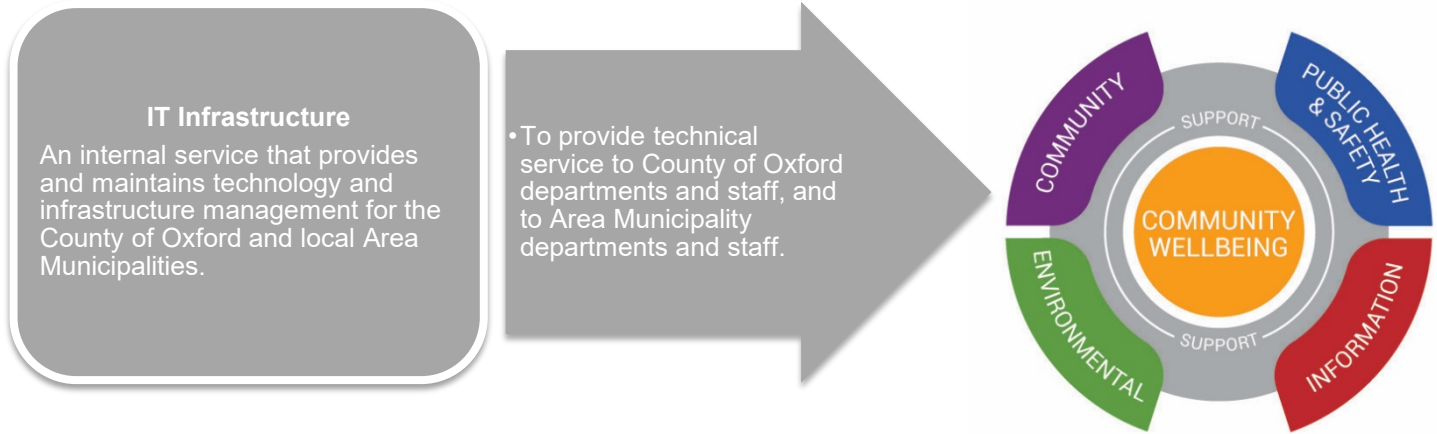 IT Infrastructure
An internal service that provides
and maintains technology and
infrastructure management for the
County of Oxford and local Area
Municipalities.
•To provide technical
service to County of Oxford
departments and staff, and
to Area Municipality
departments and staff.
COMMUNITY
PUBLIC HEALTH
& SAFETY
SUPPORT
COMMUNITY
WELLBEING
ENVIRONMENTAL
INFORMATION
SUPPORT